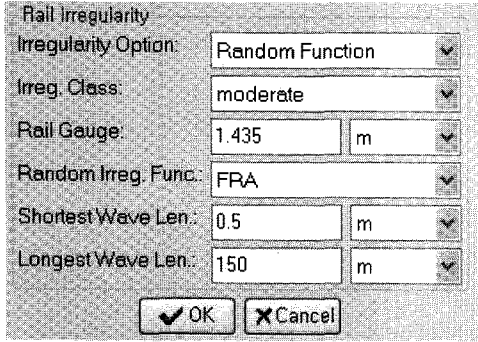 Rail Irregularity
Irregularity Option: Random Function
Irreg. Class: moderate
Rail Gauge: 1.435 m
Random Irreg. Func.: FRA
Shortest Wave Len.: 0.5 m
Longest Wave Len.: 150 m
OK Cancel